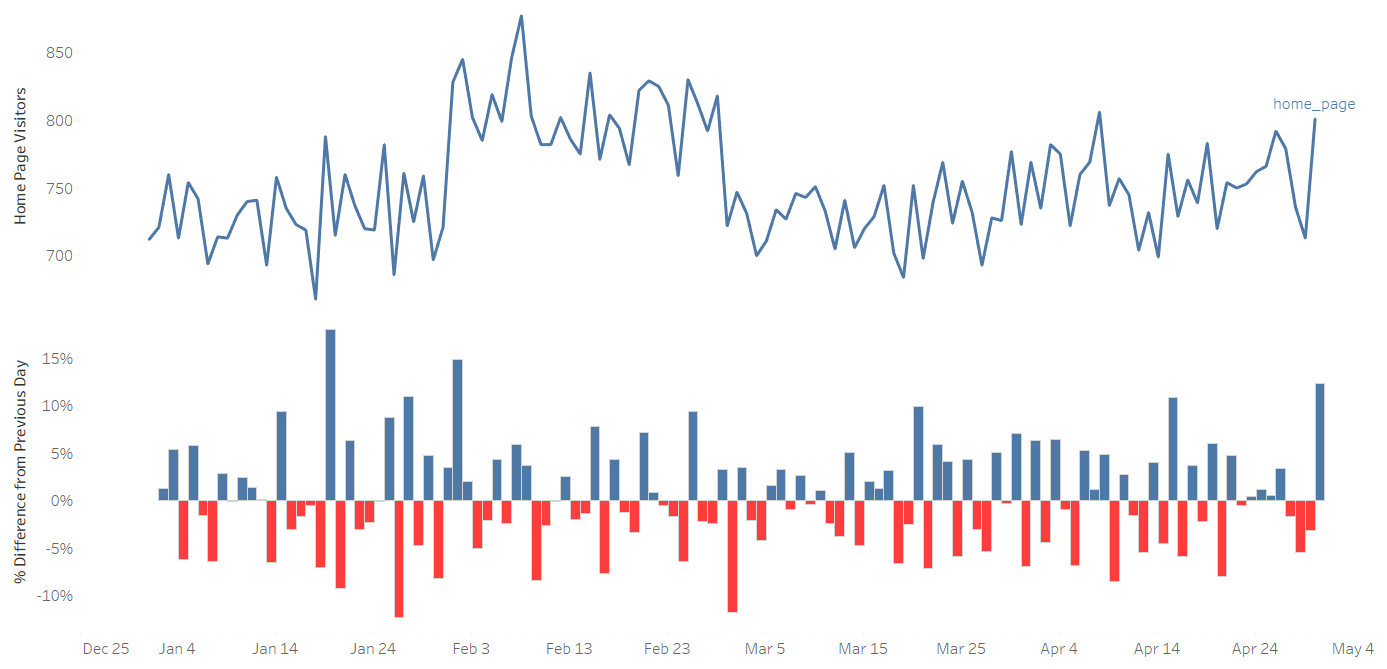 850
800
750
700
Home Page Visitors
home_page
15%
10%
5%
0%
-5%
-10%
% Difference from Previous Day
Dec 25 Jan 4 Jan 14 Jan 24 Feb 3 Feb 13 Feb 23 Mar 5 Mar 15 Mar 25 Apr 4 Apr 14 Apr 24 May 4